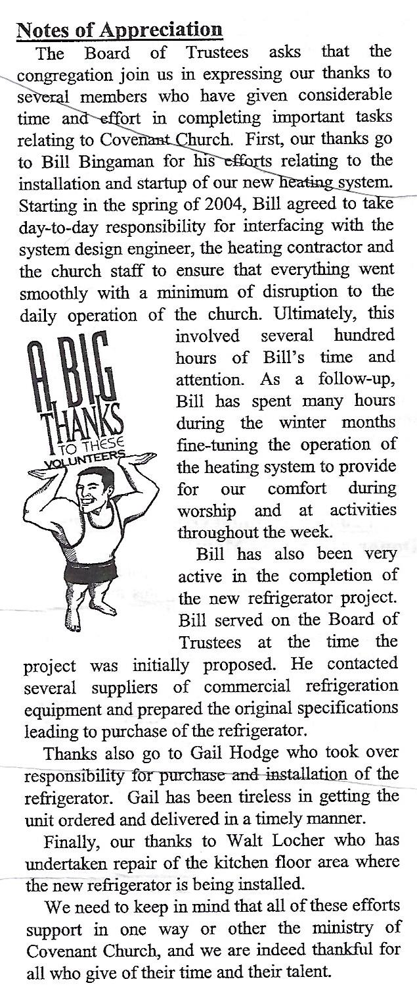 Notes of Appreciation
The Board of Trustees asks that the
congregation join us in expressing our thanks to
several members who have given considerable
time and effort in completing important tasks
relating to Covenant Church. First, our thanks go
to Bill Bingaman for his efforts relating to the
installation and startup of our new heating system.
Starting in the spring of 2004, Bill agreed to take
day-to-day responsibility for interfacing with the
system design engineer, the heating contractor and
the church staff to ensure that everything went
smoothly with a minimum of disruption to the
daily operation of the church. Ultimately, this
involved several hundred
hours of Bill's time and
attention. As a follow-up,
Bill has spent many hours
during the winter months
fine-tuning the operation of
the heating system to provide
for our comfort during
worship and at activities
throughout the week.
A BIG
THANKS
TO THESE
VOLUNTEERS
Bill has also been very
active in the completion of
the new refrigerator project.
Bill served on the Board of
Trustees at the time the
project was initially proposed. He contacted
several suppliers of commercial refrigeration
equipment and prepared the original specifications
leading to purchase of the refrigerator.
Thanks also go to Gail Hodge who took over
responsibility for purchase and installation of the
refrigerator. Gail has been tireless in getting the
unit ordered and delivered in a timely manner.
Finally, our thanks to Walt Locher who has
undertaken repair of the kitchen floor area where
the new refrigerator is being installed.
We need to keep in mind that all of these efforts
support in one way or other the ministry of
Covenant Church, and we are indeed thankful for
all who give of their time and their talent.